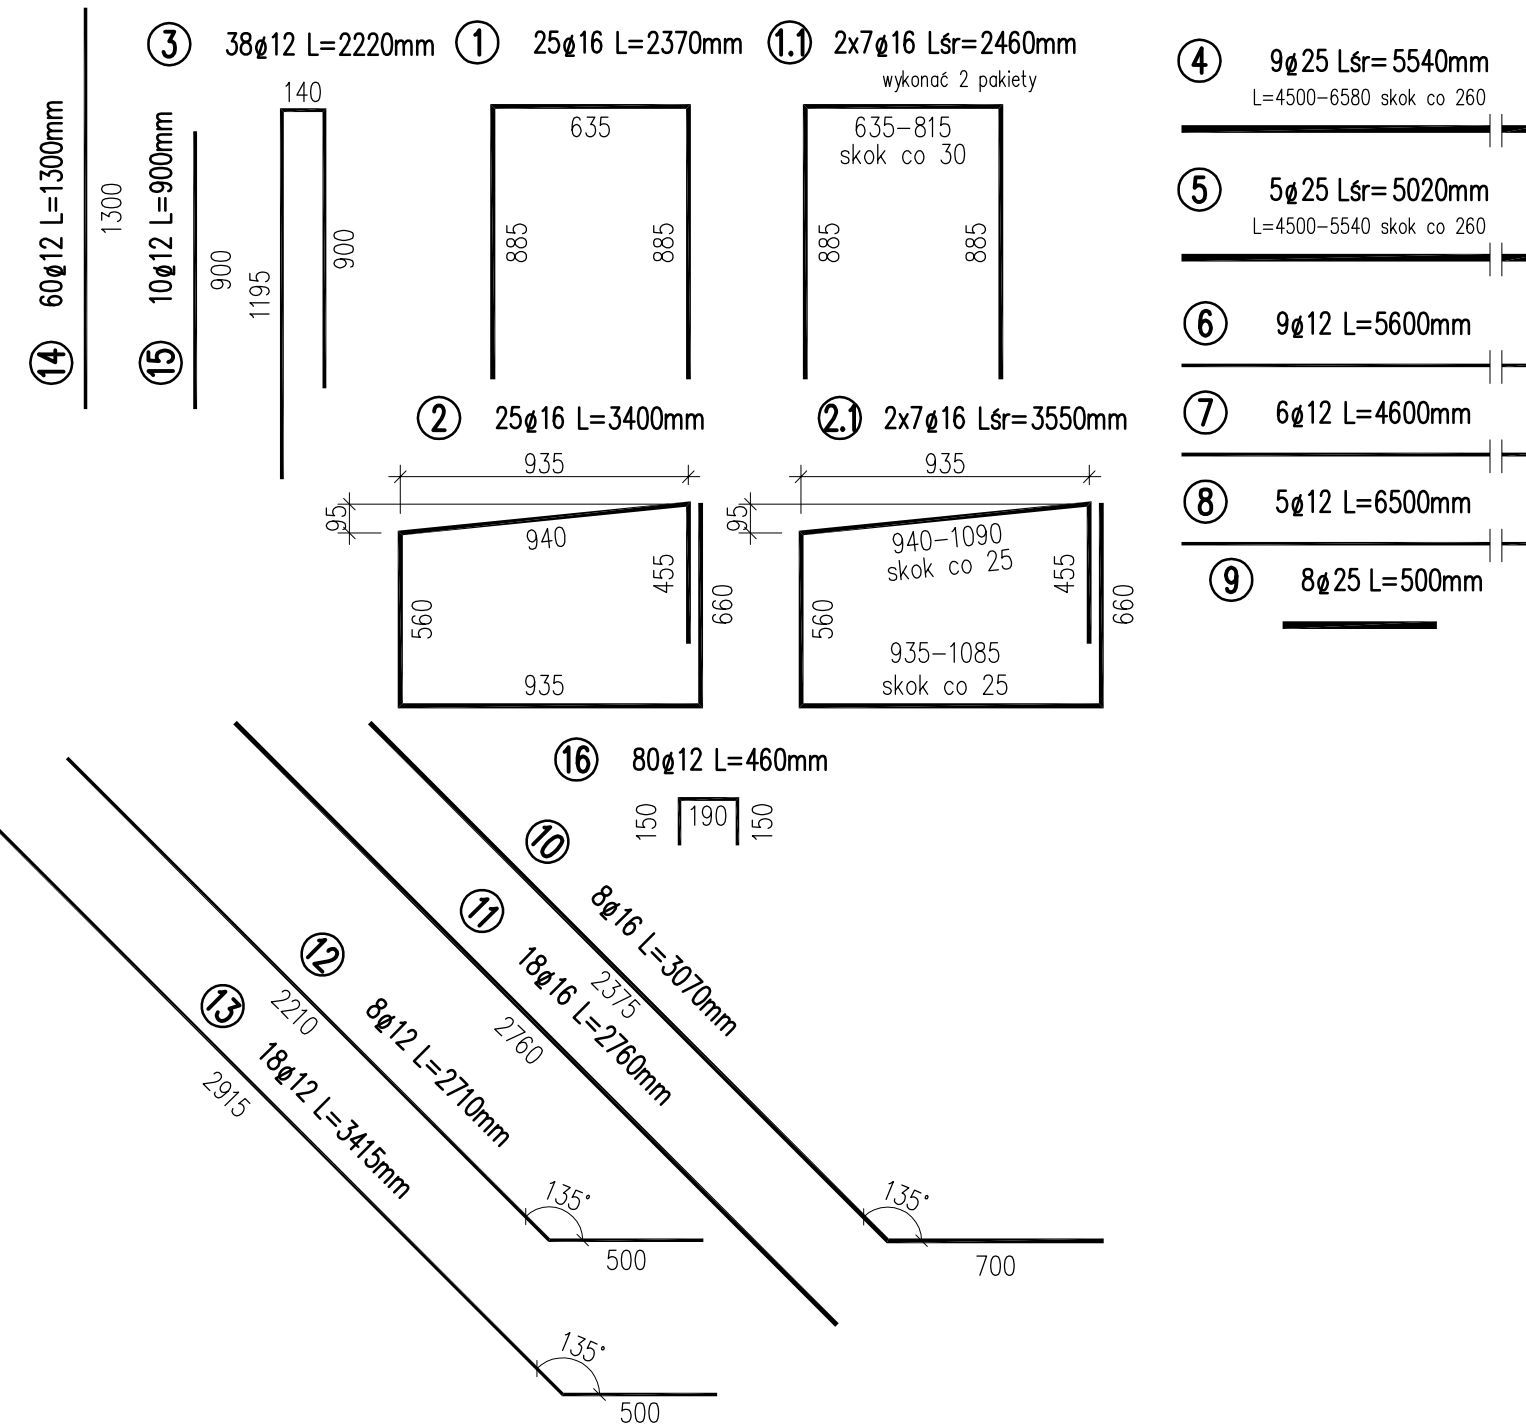 3
38ø12 L=2220mm
140
1195
900
1
25ø16 L=2370mm
635
885
885
1.1
2x7ø16 Lśr=2460mm
wykonać 2 pakiety
635-815
skok co 30
885
885
4
9ø25 Lśr=5540mm
L=4500-6580 skok co 260
5
5ø25 Lśr=5020mm
L=4500-5540 skok co 260
6
9ø12 L=5600mm
7
6ø12 L=4600mm
8
5ø12 L=6500mm
9
8ø25 L=500mm
14
60ø12 L=1300mm
1300
15
10ø12 L=900mm
900
2
25ø16 L=3400mm
935
95
940
455
560
660
935
2.1
2x7ø16 Lśr=3550mm
935
95
940-1090
skok co 25
455
560
660
935-1085
skok co 25
16
80ø12 L=460mm
150
190
150
10
8ø16 L=3070mm
2375
135°
700
11
18ø16 L=2760mm
2760
12
8ø12 L=2710mm
2210
135°
500
13
18ø12 L=3415mm
2915
135°
500